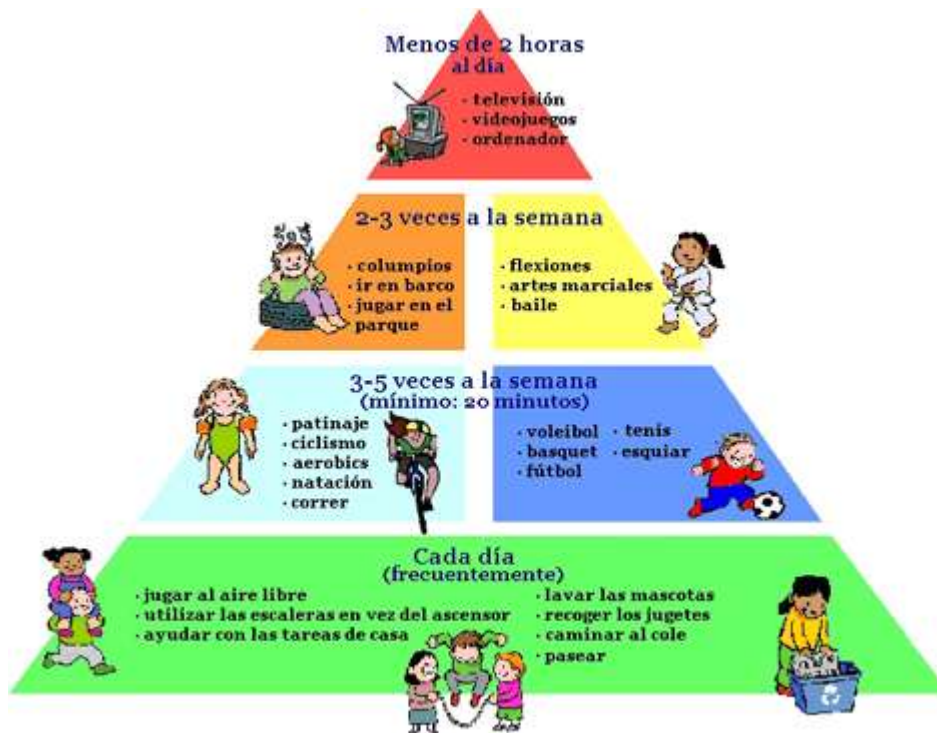 Menos de 2 horas
al día
· televisión
· videojuegos
· ordenador
2-3 veces a la semana
· columpios
· ir en barco
· jugar en el
parque
· flexiones
· artes marciales
· baile
3-5 veces a la semana
(mínimo: 20 minutos)
· patinaje
· ciclismo
· aerobics
· natación
· correr
· voleibol
· basquet
· fútbol
· tenis
· esquiar
Cada día
(frecuentemente)
· jugar al aire libre
· utilizar las escaleras en vez del ascensor
· ayudar con las tareas de casa
· lavar las mascotas
· recoger los jugetes
· caminar al cole
· pasear